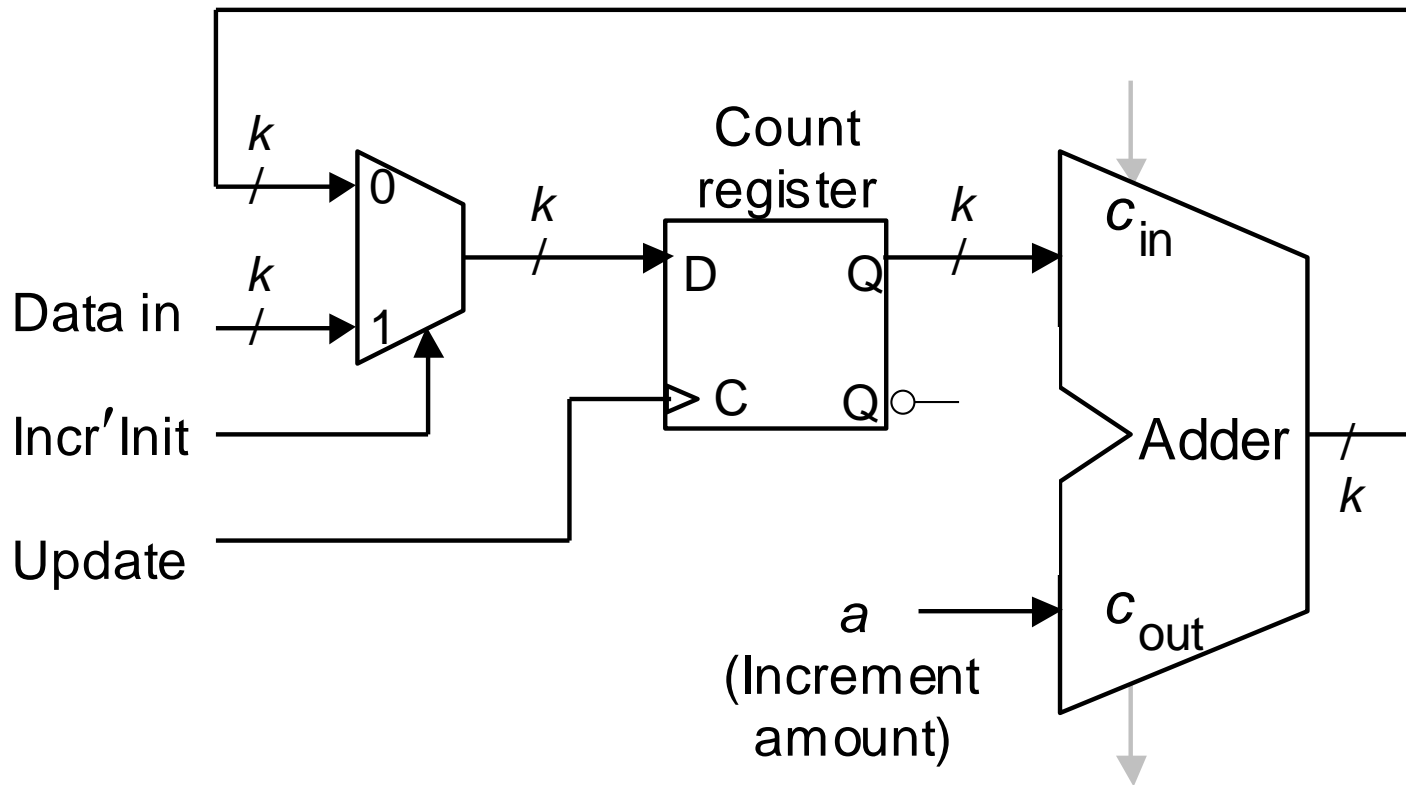 k
k
k
k
k
0
1
Count
register
D
Q
C
Q
c in
Adder
c out
Data in
Incr′Init
Update
a
(Increment
amount)